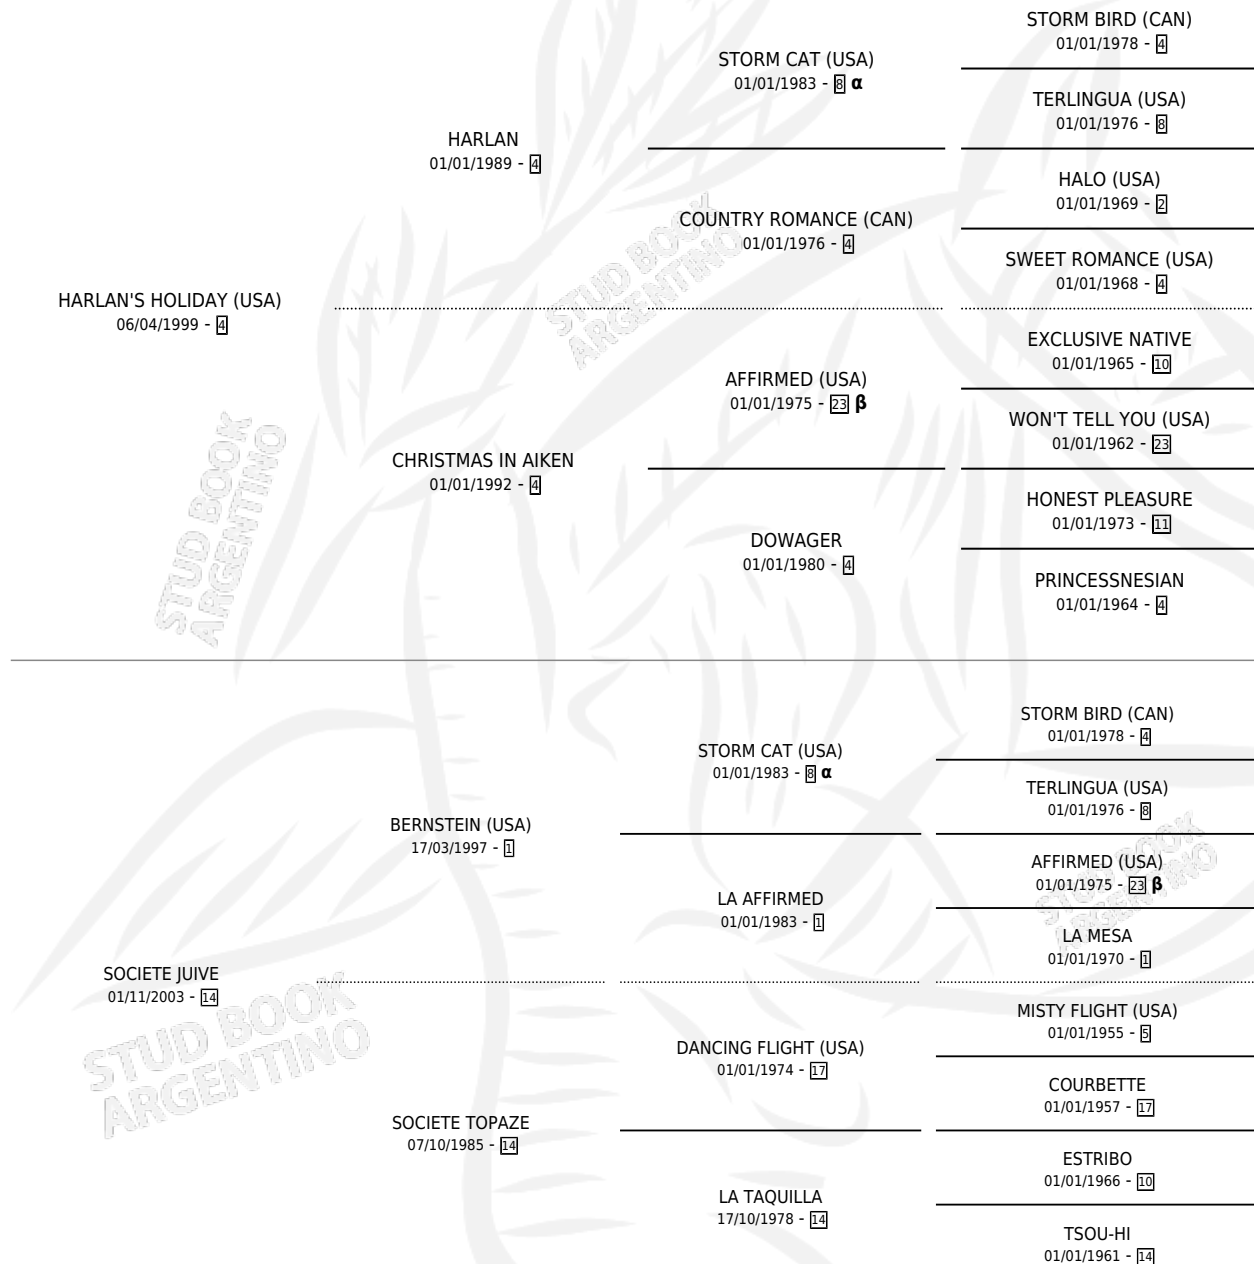 STORM BIRD (CAN)
01/01/1978 - 4
STORM CAT (USA)
01/01/1983 - 8 α
TERLINGUA (USA)
01/01/1976 - 8
HARLAN
01/01/1989 - 4
HALO (USA)
01/01/1969 - 2
COUNTRY ROMANCE (CAN)
01/01/1976 - 4
SWEET ROMANCE (USA)
01/01/1968 - 4
HARLAN'S HOLIDAY (USA)
06/04/1999 - 4
EXCLUSIVE NATIVE
01/01/1965 - 10
AFFIRMED (USA)
01/01/1975 - 23 β
WON'T TELL YOU (USA)
01/01/1962 - 23
CHRISTMAS IN AIKEN
01/01/1992 - 4
HONEST PLEASURE
01/01/1973 - 11
DOWAGER
01/01/1980 - 4
PRINCESSNESIAN
01/01/1964 - 4
STUD BOOK
ARGENTINO
STUD BOOK
ARGENTINO
STORM BIRD (CAN)
01/01/1978 - 4
STORM CAT (USA)
01/01/1983 - 8 α
TERLINGUA (USA)
01/01/1976 - 8
BERNSTEIN (USA)
17/03/1997 - 1
AFFIRMED (USA)
01/01/1975 - 23 β
LA AFFIRMED
01/01/1983 - 1
LA MESA
01/01/1970 - 1
SOCIETE JUIVE
01/11/2003 - 14
MISTY FLIGHT (USA)
01/01/1955 - 5
DANCING FLIGHT (USA)
01/01/1974 - 17
COURBETTE
01/01/1957 - 17
SOCIETE TOPAZE
07/10/1985 - 14
ESTRIBO
01/01/1966 - 10
LA TAQUILLA
17/10/1978 - 14
TSOU-HI
01/01/1961 - 14
STUD BOOK
ARGENTINO
STUD BOOK
ARGENTINO